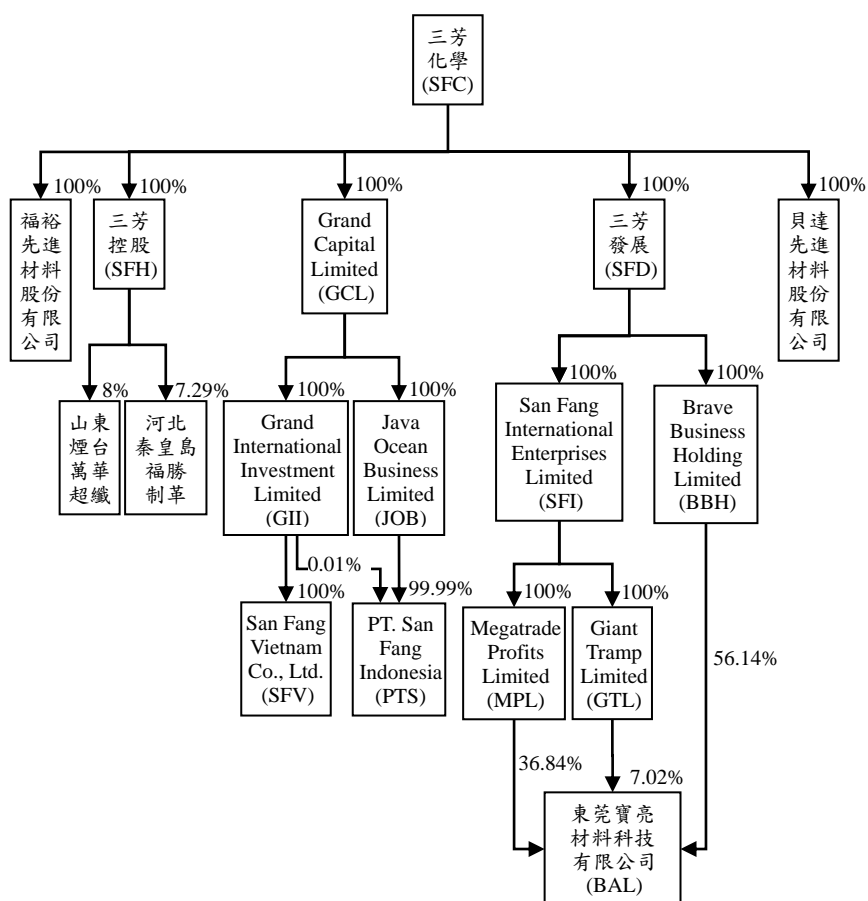 三芳
化學
(SFC)
100%
100%
100%
100%
100%
福裕
先進
材料
股份
有限
公司
三芳
控股
(SFH)
Grand
Capital
Limited
(GCL)
三芳
發展
(SFD)
貝達
先進
材料
股份
有限
公司
8%
7.29%
100%
100%
100%
100%
山東
煙台
萬華
超纖
河北
秦皇島
福勝
制革
Grand
International
Investment
Limited
(GII)
Java
Ocean
Business
Limited
(JOB)
San Fang
International
Enterprises
Limited
(SFI)
Brave
Business
Holding
Limited
(BBH)
0.01%
100%
99.99%
100%
100%
San Fang
Vietnam
Co., Ltd.
(SFV)
PT. San
Fang
Indonesia
(PTS)
Megatrade
Profits
Limited
(MPL)
Giant
Tramp
Limited
(GTL)
56.14%
36.84%
7.02%
東莞寶亮
材料科技
有限公司
(BAL)